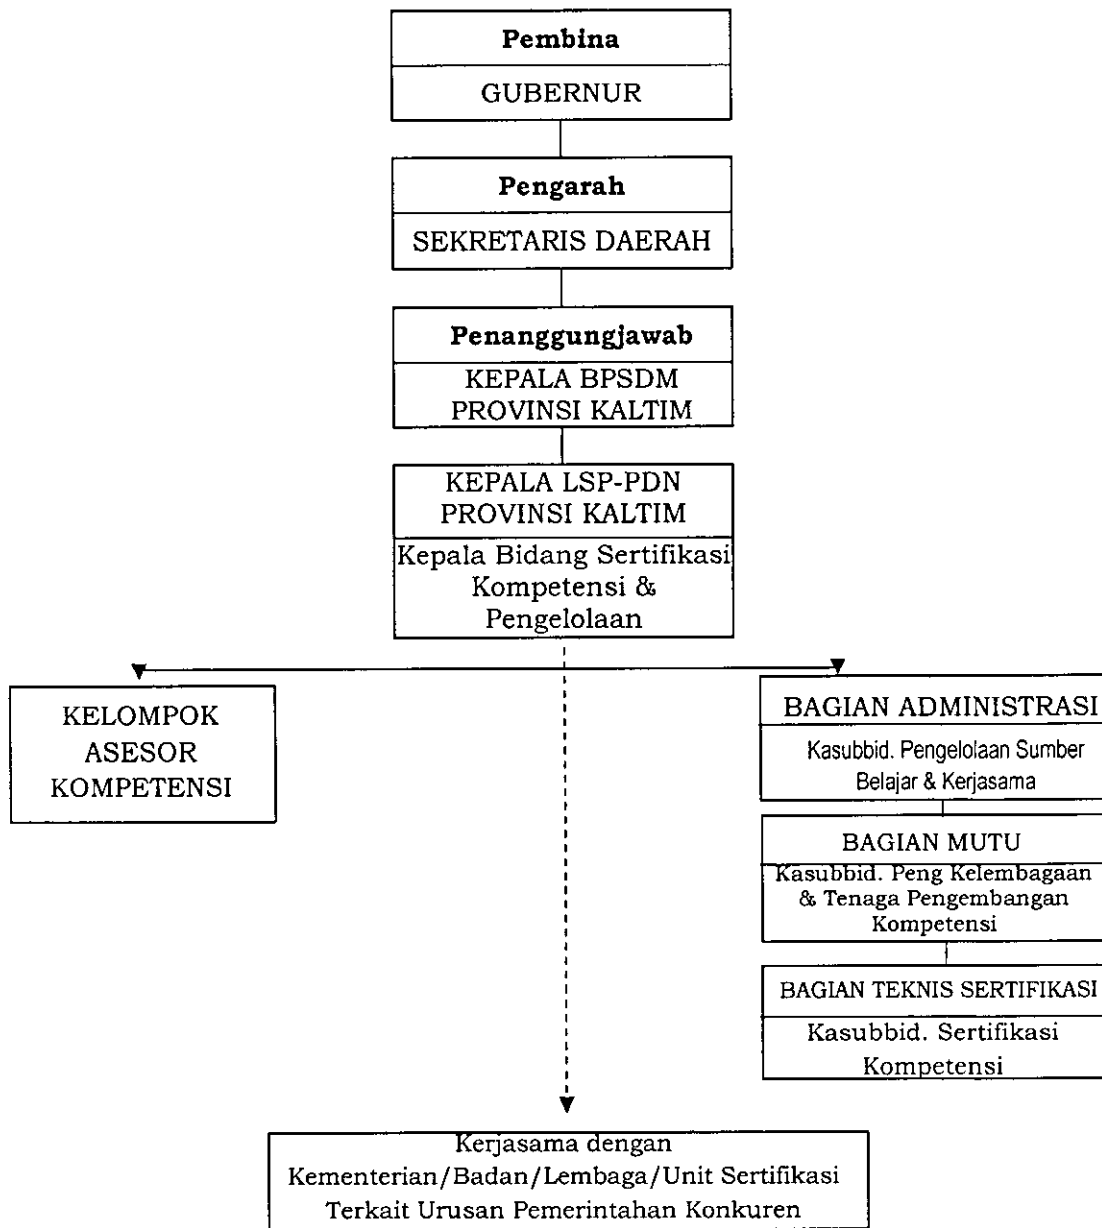 Pembina
GUBERNUR
Pengarah
SEKRETARIS DAERAH
Penanggungjawab
KEPALA BPSDM
PROVINSI KALTIM
KEPALA LSP-PDN
PROVINSI KALTIM
Kepala Bidang Sertifikasi
Kompetensi &
Pengelolaan
KELOMPOK
ASESOR
KOMPETENSI
BAGIAN ADMINISTRASI
Kasubbid. Pengelolaan Sumber
Belajar & Kerjasama
BAGIAN MUTU
Kasubbid. Peng Kelembagaan
& Tenaga Pengembangan
Kompetensi
BAGIAN TEKNIS SERTIFIKASI
Kasubbid. Sertifikasi
Kompetensi
Kerjasama dengan
Kementerian/Badan/Lembaga/Unit Sertifikasi
Terkait Urusan Pemerintahan Konkuren